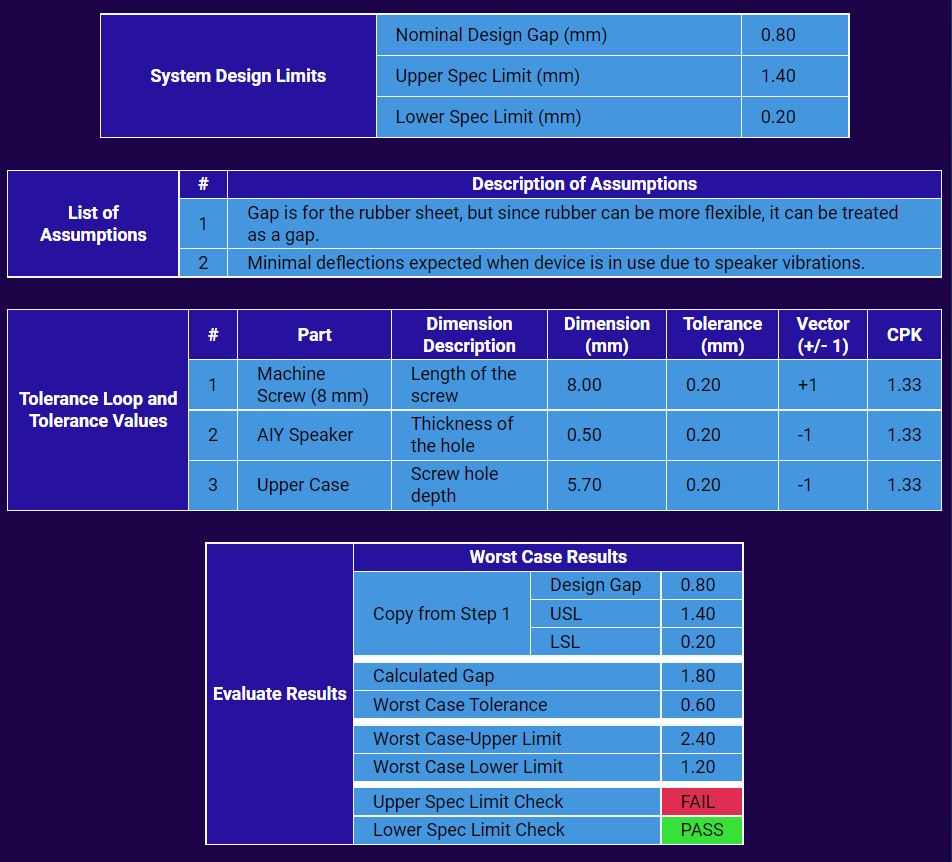 System Design Limits
Nominal Design Gap (mm) 0.80
Upper Spec Limit (mm) 1.40
Lower Spec Limit (mm) 0.20
List of
Assumptions
# Description of Assumptions
1 Gap is for the rubber sheet, but since rubber can be more flexible, it can be treated
as a gap.
2 Minimal deflections expected when device is in use due to speaker vibrations.
Tolerance Loop and
Tolerance Values
# Part Dimension
Description Dimension
(mm) Tolerance
(mm) Vector
(+/- 1) CPK
1 Machine
Screw (8 mm) Length of the
screw 8.00 0.20 +1 1.33
2 AIY Speaker Thickness of
the hole 0.50 0.20 -1 1.33
3 Upper Case Screw hole
depth 5.70 0.20 -1 1.33
Evaluate Results
Worst Case Results
Copy from Step 1
Design Gap 0.80
USL 1.40
LSL 0.20
Calculated Gap 1.80
Worst Case Tolerance 0.60
Worst Case-Upper Limit 2.40
Worst Case Lower Limit 1.20
Upper Spec Limit Check FAIL
Lower Spec Limit Check PASS